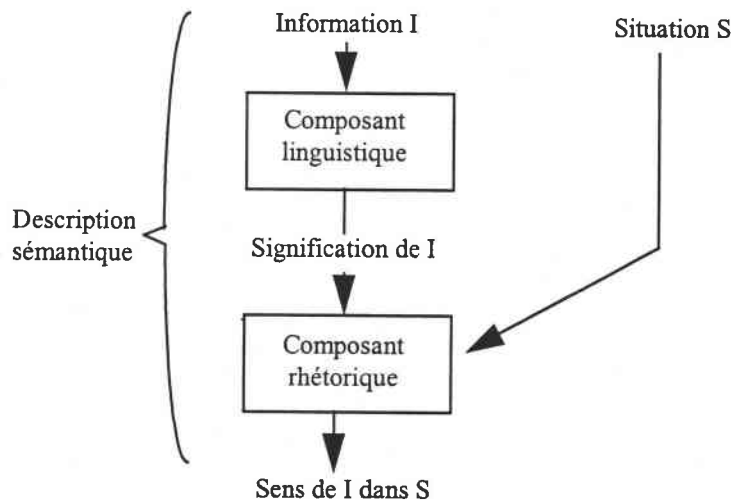 Information I
Situation S
Composant
linguistique
Description
sémantique
Signification de I
Composant
rhétorique
Sens de I dans S